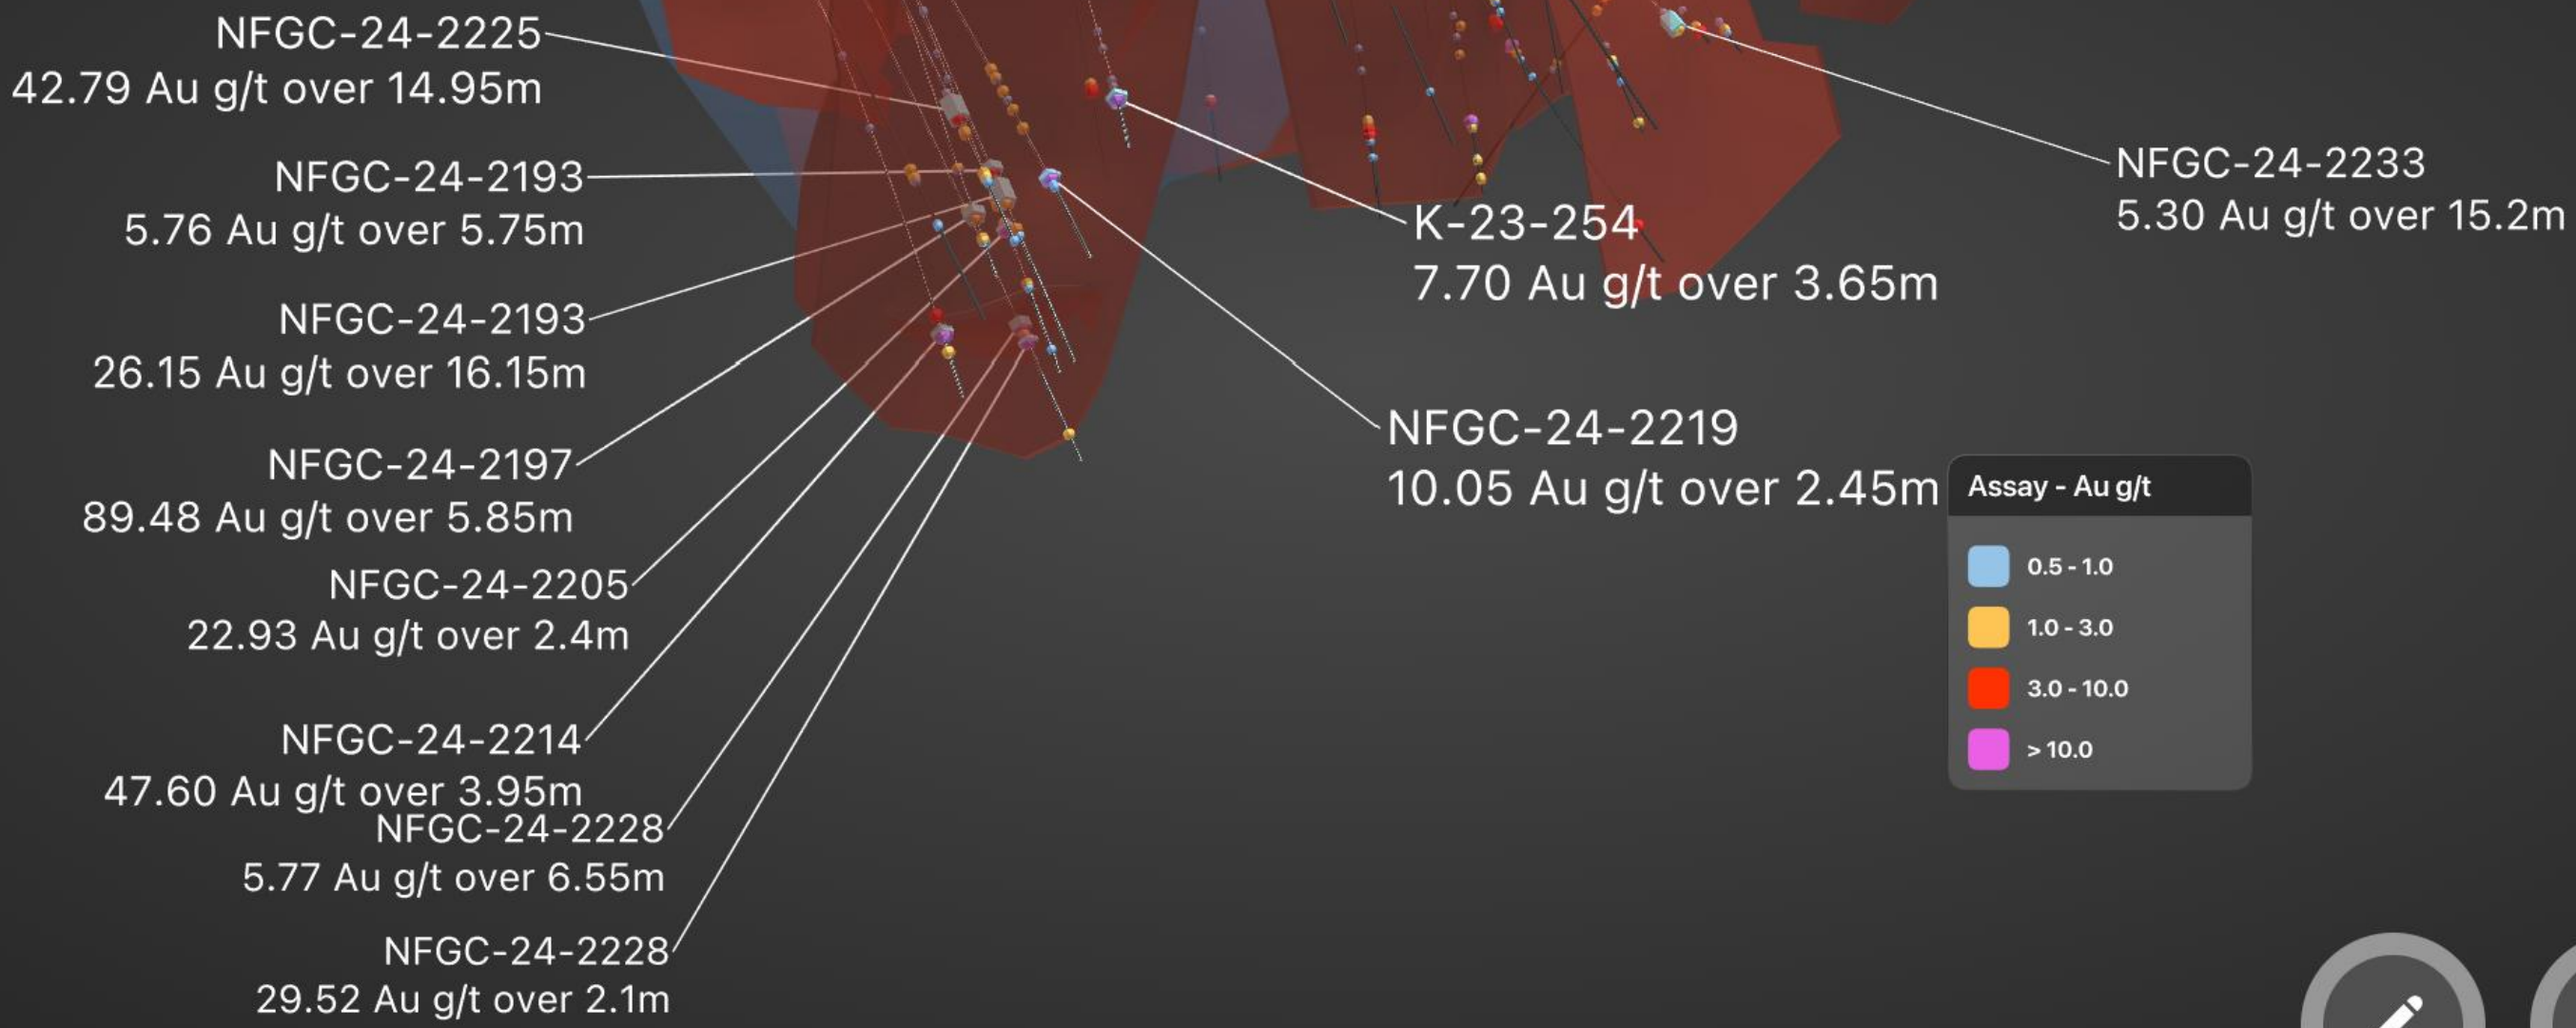 NFGC-24-2225
42.79 Au g/t over 14.95m
NFGC-24-2193
5.76 Au g/t over 5.75m
NFGC-24-2193
26.15 Au g/t over 16.15m
NFGC-24-2197
89.48 Au g/t over 5.85m
NFGC-24-2205
22.93 Au g/t over 2.4m
NFGC-24-2214
47.60 Au g/t over 3.95m
NFGC-24-2228
5.77 Au g/t over 6.55m
NFGC-24-2228
29.52 Au g/t over 2.1m
K-23-254
7.70 Au g/t over 3.65m
NFGC-24-2219
10.05 Au g/t over 2.45m
NFGC-24-2233
5.30 Au g/t over 15.2m
Assay - Au g/t
0.5 - 1.0
1.0 - 3.0
3.0 - 10.0
> 10.0